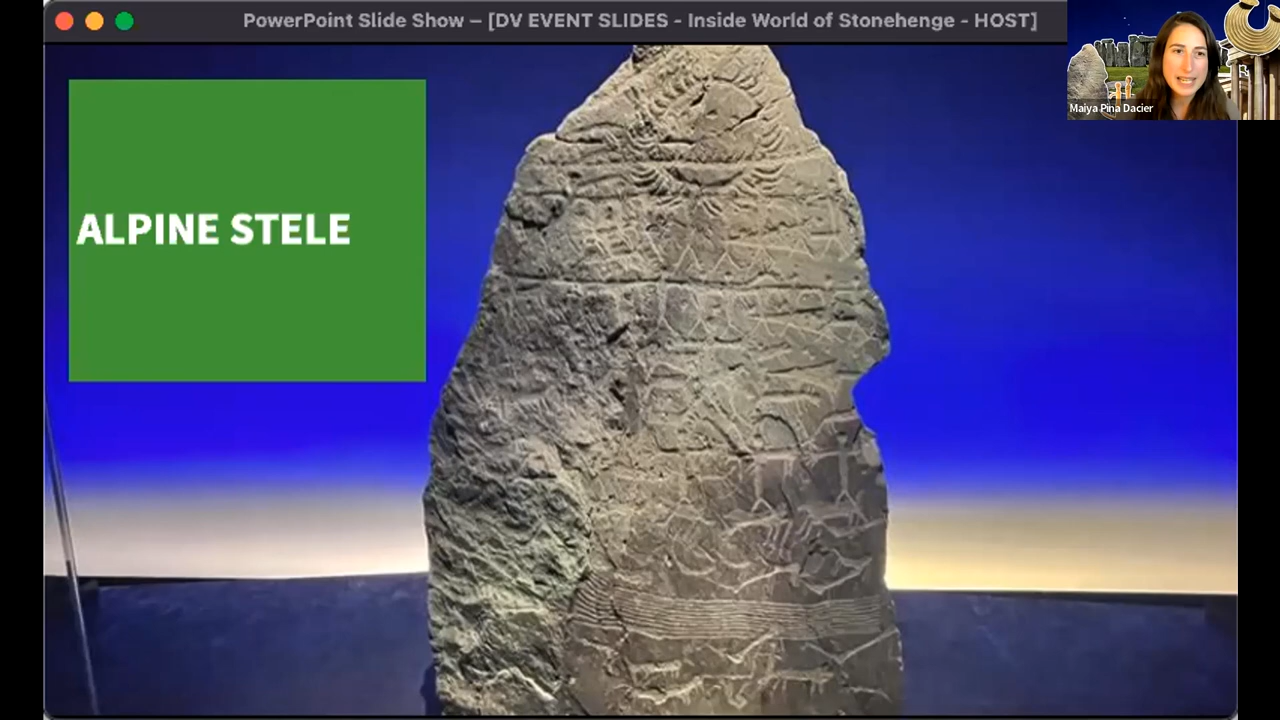 PowerPoint Slide Show – [DV EVENT SLIDES - Inside World of Stonehenge - HOST]
Maiya Pina Dacier
ALPINE STELE